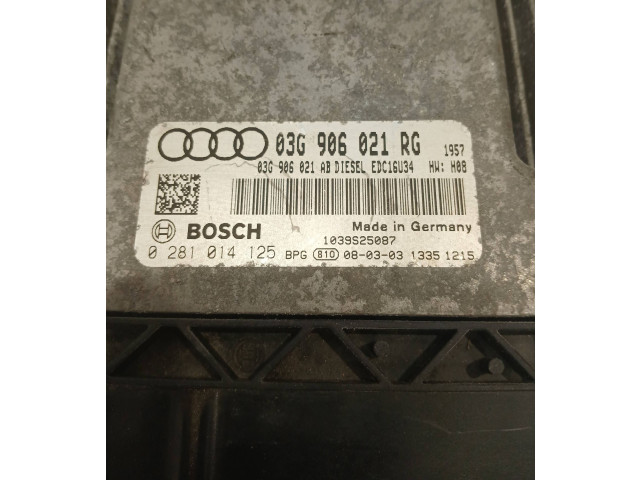 03G 906 021 RG 1957
03G 906 021 AB DIESEL EDC16U34 HW: H08
BOSCH
Made in Germany
1039S25087
0 281 014 125 BPG 810 08-03-03 1335 1215